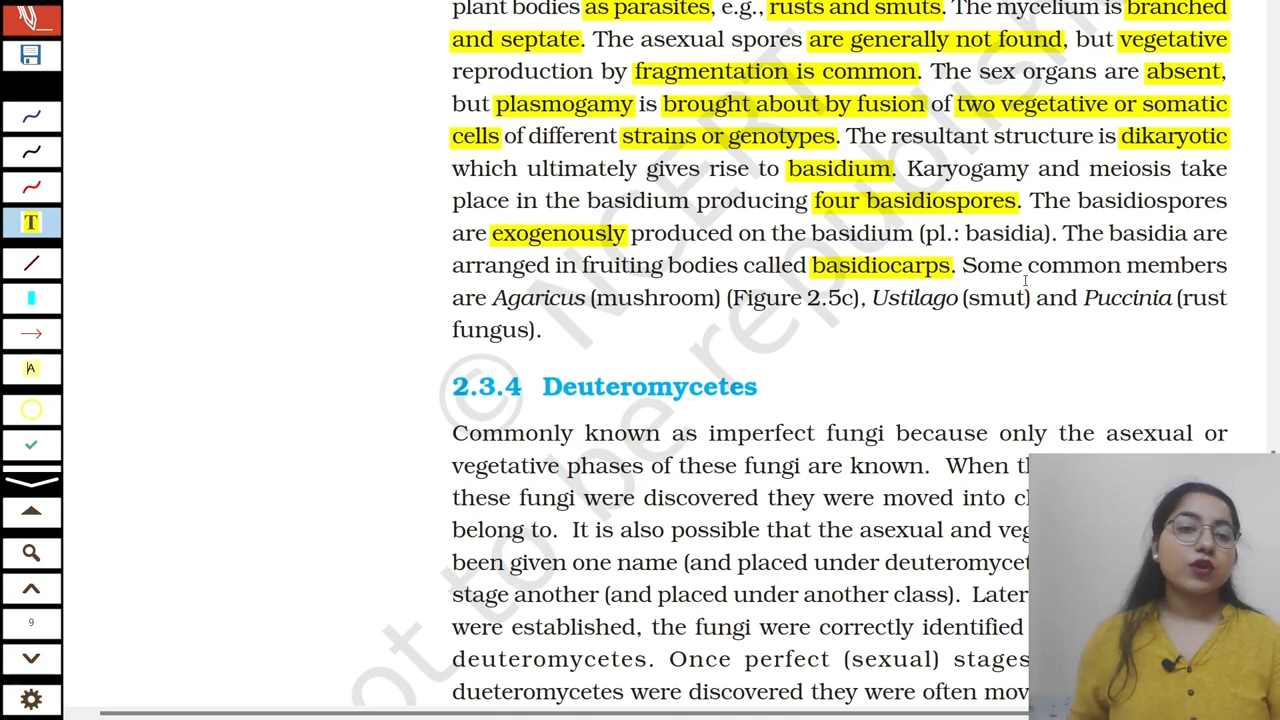 plant bodies as parasites, e.g., rusts and smuts. The mycelium is branched
and septate. The asexual spores are generally not found, but vegetative
reproduction by fragmentation is common. The sex organs are absent,
but plasmogamy is brought about by fusion of two vegetative or somatic
cells of different strains or genotypes. The resultant structure is dikaryotic
which ultimately gives rise to basidium. Karyogamy and meiosis take
place in the basidium producing four basidiospores. The basidiospores
are exogenously produced on the basidium (pl.: basidia). The basidia are
arranged in fruiting bodies called basidiocarps. Some common members
are Agaricus (mushroom) (Figure 2.5c), Ustilago (smut) and Puccinia (rust
fungus).
2.3.4 Deuteromycetes
Commonly known as imperfect fungi because only the asexual or
vegetative phases of these fungi are known. When
these fungi were discovered they were moved into
belong to. It is also possible that the asexual and
been given one name (and placed under
stage another (and placed under another class). Later
were established, the fungi were correctly identified
deuteromycetes. Once perfect (sexual) stages
dueteromycetes were discovered they were often
T
A
9
© NCERT
not to be republish